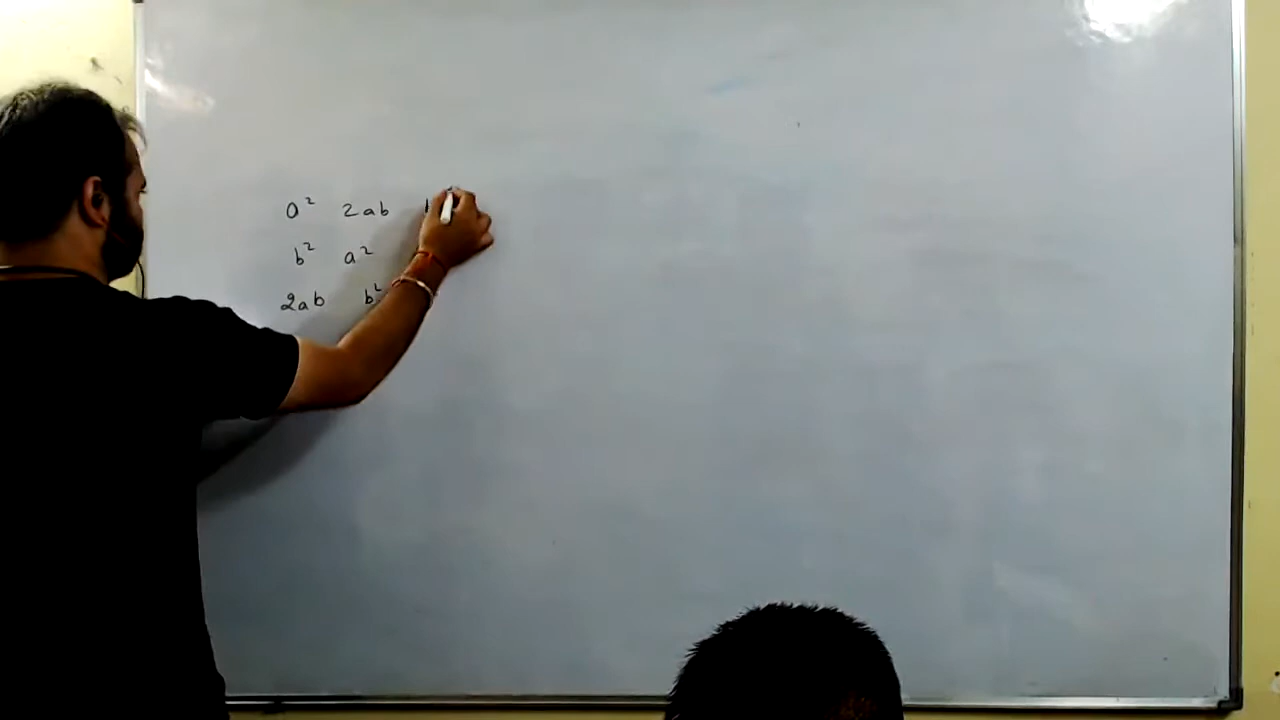 a² 2ab
b² a²
2ab b²